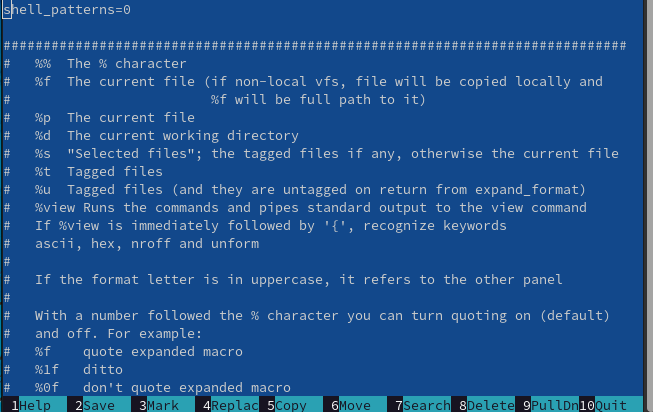 shell_patterns=0
##############################################################################
#   %%  The % character
#   %f  The current file (if non-local vfs, file will be copied locally and
#                         %f will be full path to it)
#   %p  The current file
#   %d  The current working directory
#   %s  "Selected files"; the tagged files if any, otherwise the current file
#   %t  Tagged files
#   %u  Tagged files (and they are untagged on return from expand_format)
#   %view Runs the commands and pipes standard output to the view command
#   If %view is immediately followed by '{', recognize keywords
#   ascii, hex, nroff and unform
#
#   If the format letter is in uppercase, it refers to the other panel
#
#   With a number followed the % character you can turn quoting on (default)
#   and off. For example:
#   %f    quote expanded macro
#   %1f   ditto
#   %0f   don't quote expanded macro
1Help 2Save 3Mark 4Replac 5Copy 6Move 7Search 8Delete 9PullDn 10Quit